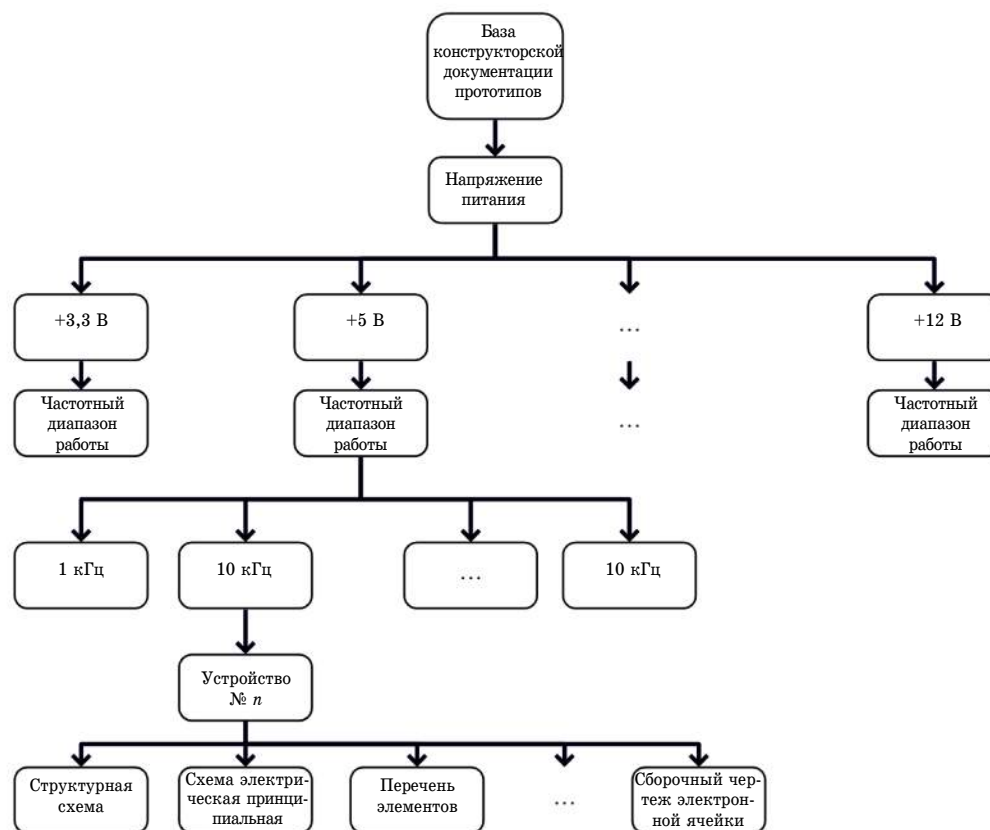 База
конструкторской
документации
прототипов
Напряжение
питания
+3,3 В
+5 В
...
+12 В
Частотный
диапазон
работы
Частотный
диапазон
работы
...
Частотный
диапазон
работы
1 кГц
10 кГц
...
10 кГц
Устройство
№ n
Структурная
схема
Схема электри-
ческая принци-
пиальная
Перечень
элементов
...
Сборочный чер-
теж электрон-
ной ячейки